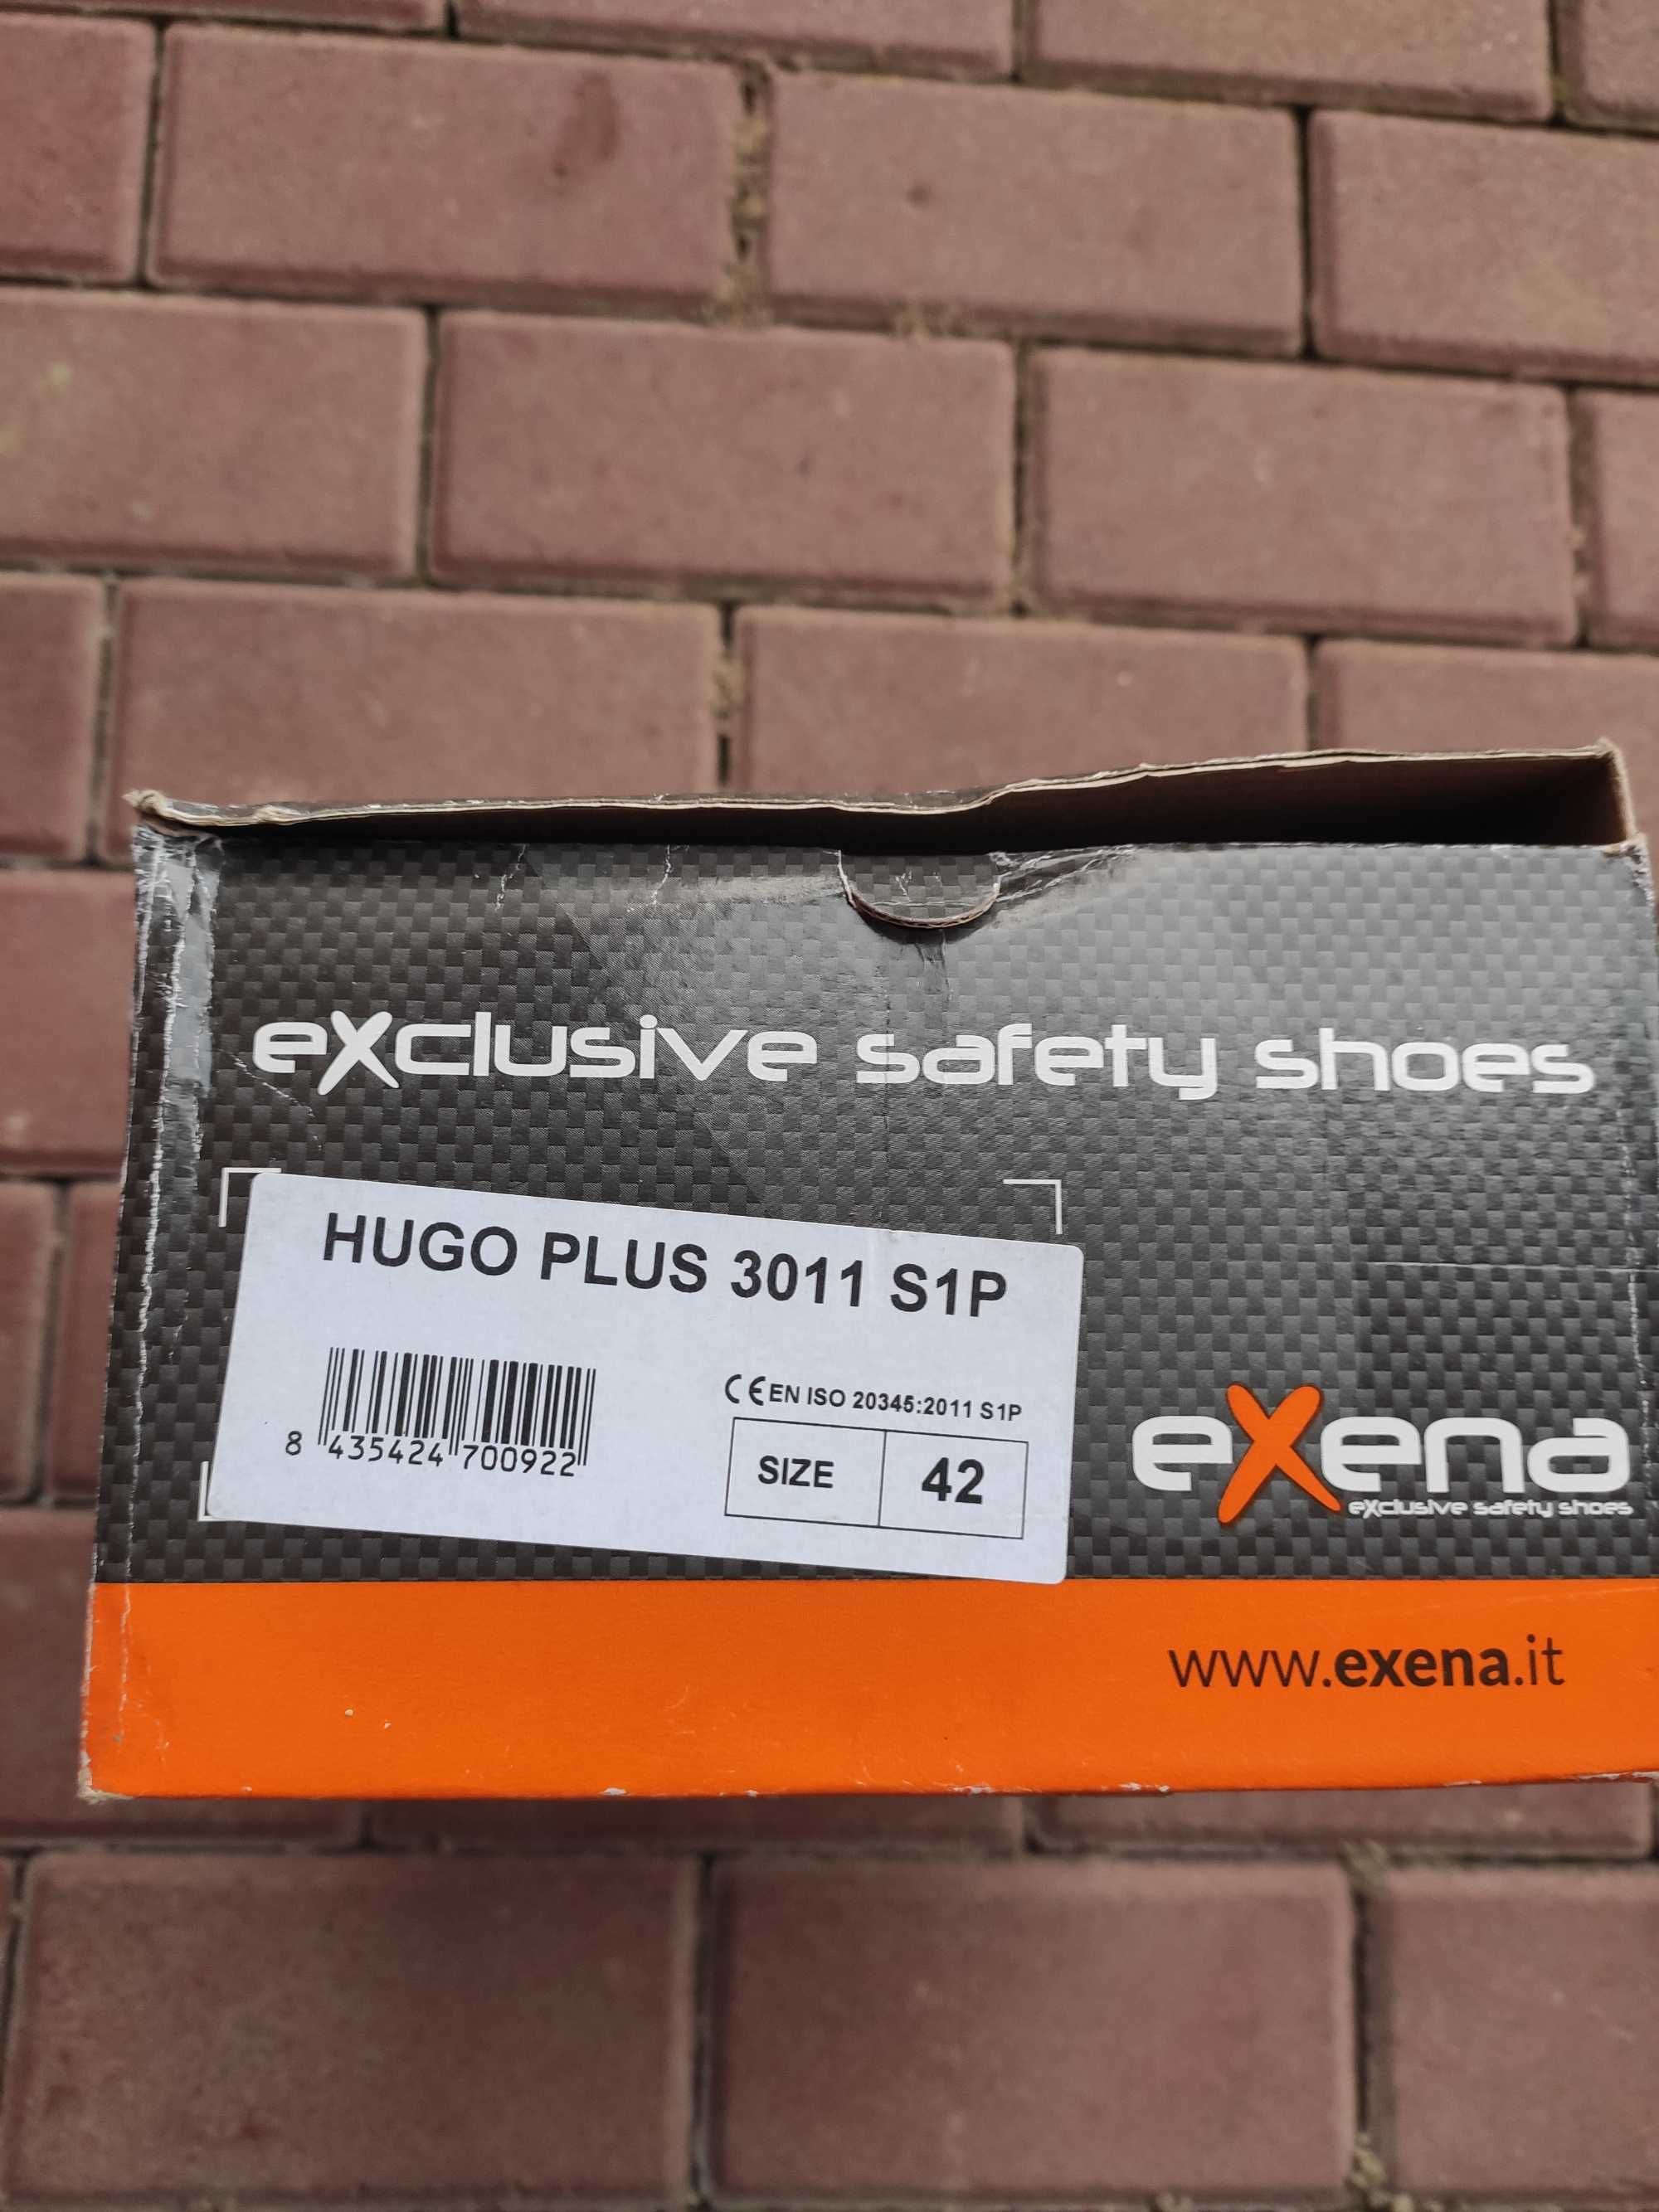 eXclusive safety shoes
HUGO PLUS 3011 S1P
8 435424 700922
CE EN ISO 20345:2011 S1P
SIZE 42
eXena
eXclusive safety shoes
www.exena.it